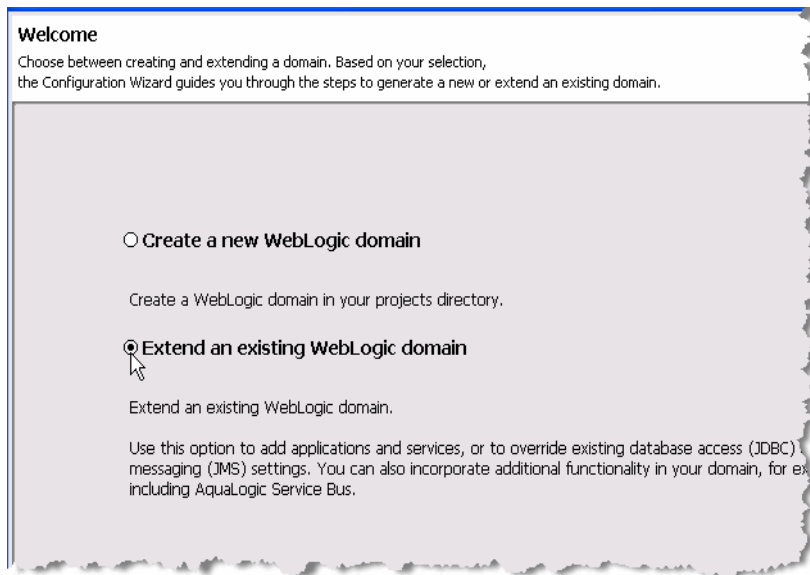 Welcome
Choose between creating and extending a domain. Based on your selection,
the Configuration Wizard guides you through the steps to generate a new or extend an existing domain.
Create a new WebLogic domain
Create a WebLogic domain in your projects directory.
Extend an existing WebLogic domain
Extend an existing WebLogic domain.
Use this option to add applications and services, or to override existing database access (JDBC)
messaging (JMS) settings. You can also incorporate additional functionality in your domain, for
including AquaLogic Service Bus.